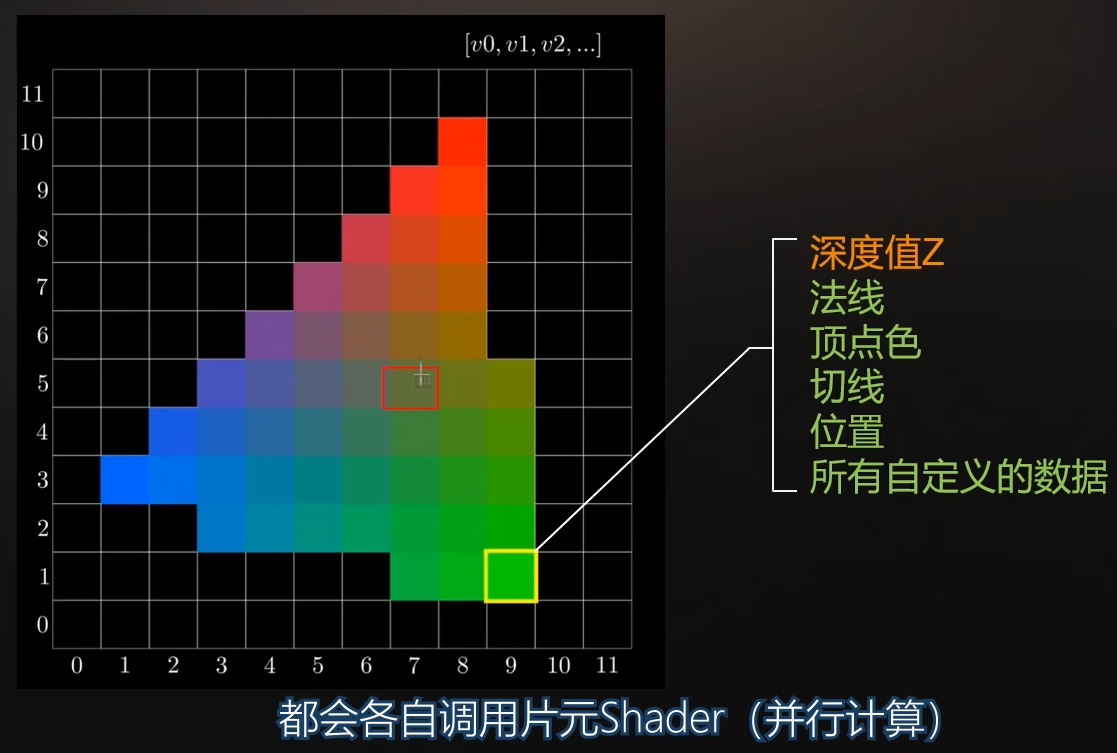 [v0, v1, v2, ...]
11
10
9
8
7
6
5
4
3
2
1
0
0 1 2 3 4 5 6 7 8 9 10 11
深度值Z
法线
顶点色
切线
位置
所有自定义的数据
都会各自调用片元Shader（并行计算）